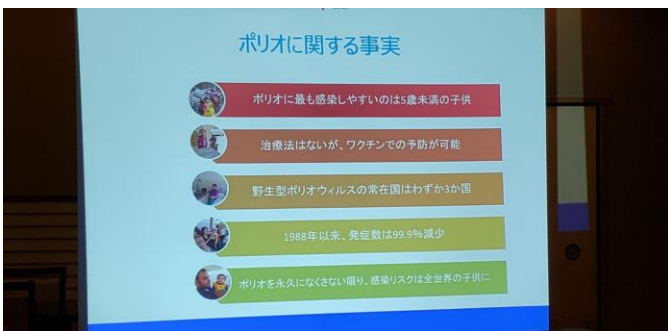 ポリオに関する事実
ポリオに最も感染しやすいのは5歳未満の子供
治療法はないが、ワクチンでの予防が可能
野生型ポリオウィルスの常在国はわずか3か国
1988年以来、発症数は99.9%減少
ポリオを永久になくさない限り、感染リスクは全世界の子供に